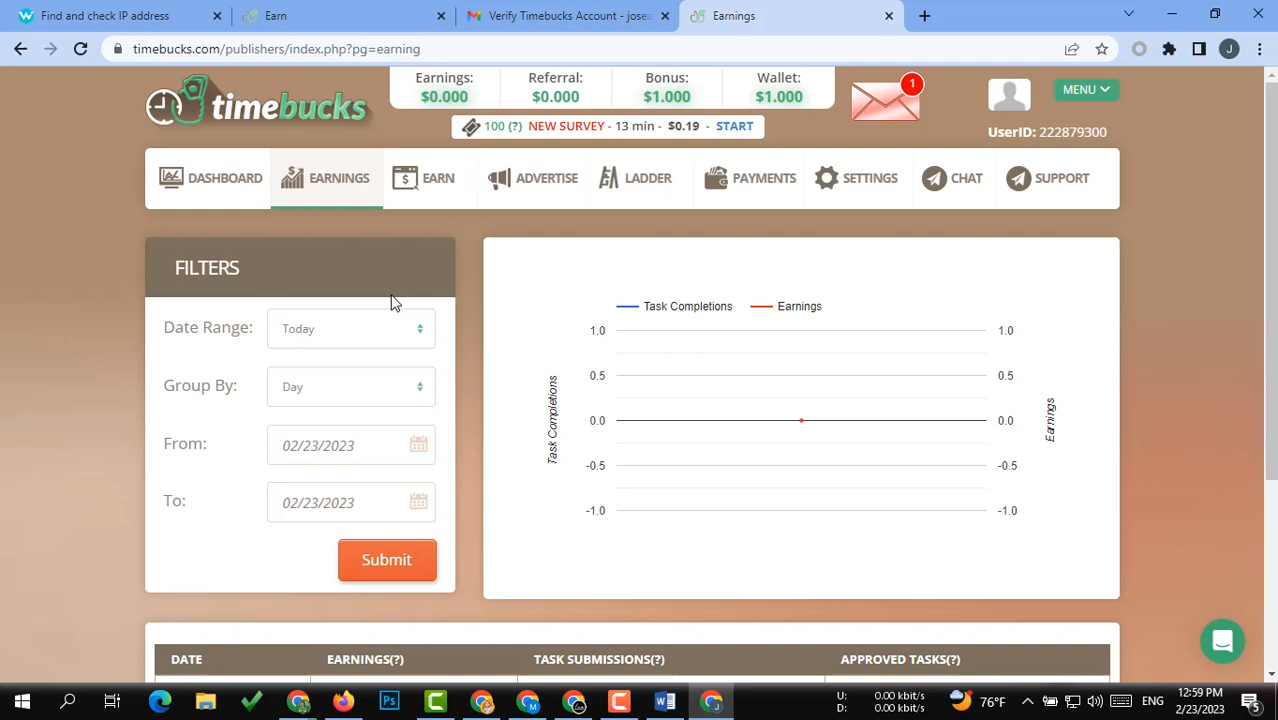 Find and check IP address
Earn
Verify Timebucks Account - josea
Earnings
timebucks.com/publishers/index.php?pg=earning
J
timebucks
Earnings:
$0.000
Referral:
$0.000
Bonus:
$1.000
Wallet:
$1.000
1
MENU
100 (?) NEW SURVEY - 13 min - $0.19 - START
UserID: 222879300
DASHBOARD
EARNINGS
EARN
ADVERTISE
LADDER
PAYMENTS
SETTINGS
CHAT
SUPPORT
FILTERS
Date Range:
Today
Group By:
Day
From:
02/23/2023
To:
02/23/2023
Submit
Task Completions
Earnings
1.0
0.5
0.0
-0.5
-1.0
Task Completions
1.0
0.5
0.0
-0.5
-1.0
Earnings
DATE
EARNINGS(?)
TASK SUBMISSIONS(?)
APPROVED TASKS(?)
Ps
U: 0.00 kbit/s
D: 0.00 kbit/s
76°F
ENG
12:59 PM
2/23/2023
5